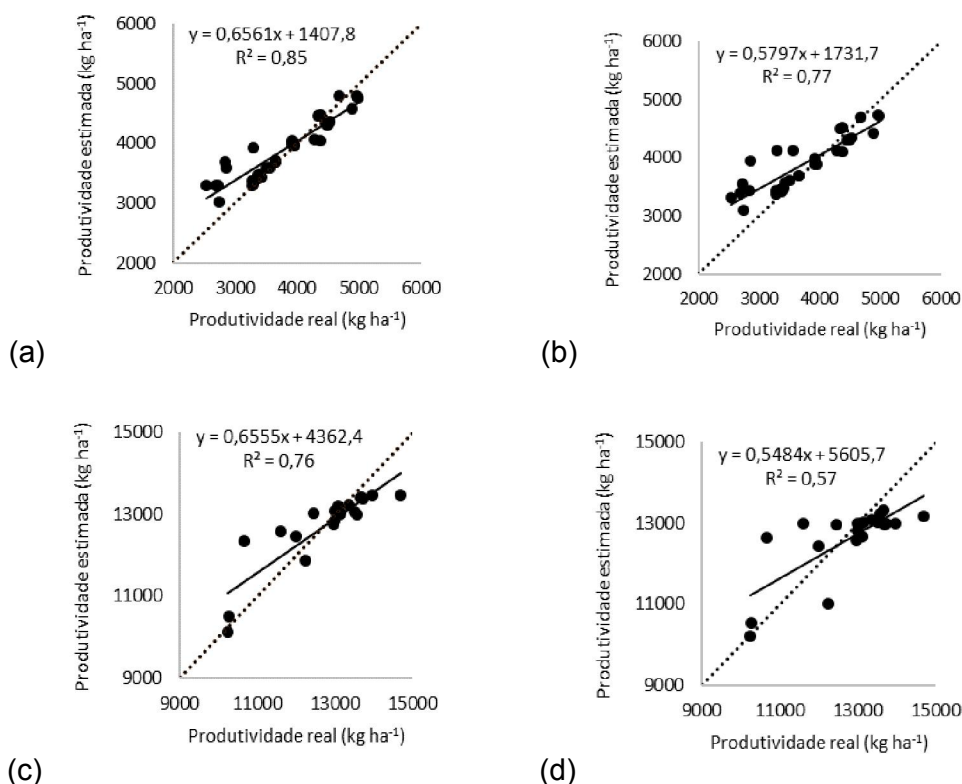 6000
5000
4000
3000
2000
y = 0,6561x + 1407,8
R² = 0,85
2000 3000 4000 5000 6000
Produtividade estimada (kg ha⁻¹)
Produtividade real (kg ha⁻¹)
(a)
6000
5000
4000
3000
2000
y = 0,5797x + 1731,7
R² = 0,77
2000 3000 4000 5000 6000
Produtividade estimada (kg ha⁻¹)
Produtividade real (kg ha⁻¹)
(b)
15000
13000
11000
9000
y = 0,6555x + 4362,4
R² = 0,76
9000 11000 13000 15000
Produtividade estimada (kg ha⁻¹)
Produtividade real (kg ha⁻¹)
(c)
15000
13000
11000
9000
y = 0,5484x + 5605,7
R² = 0,57
9000 11000 13000 15000
Produtividade estimada (kg ha⁻¹)
Produtividade real (kg ha⁻¹)
(d)